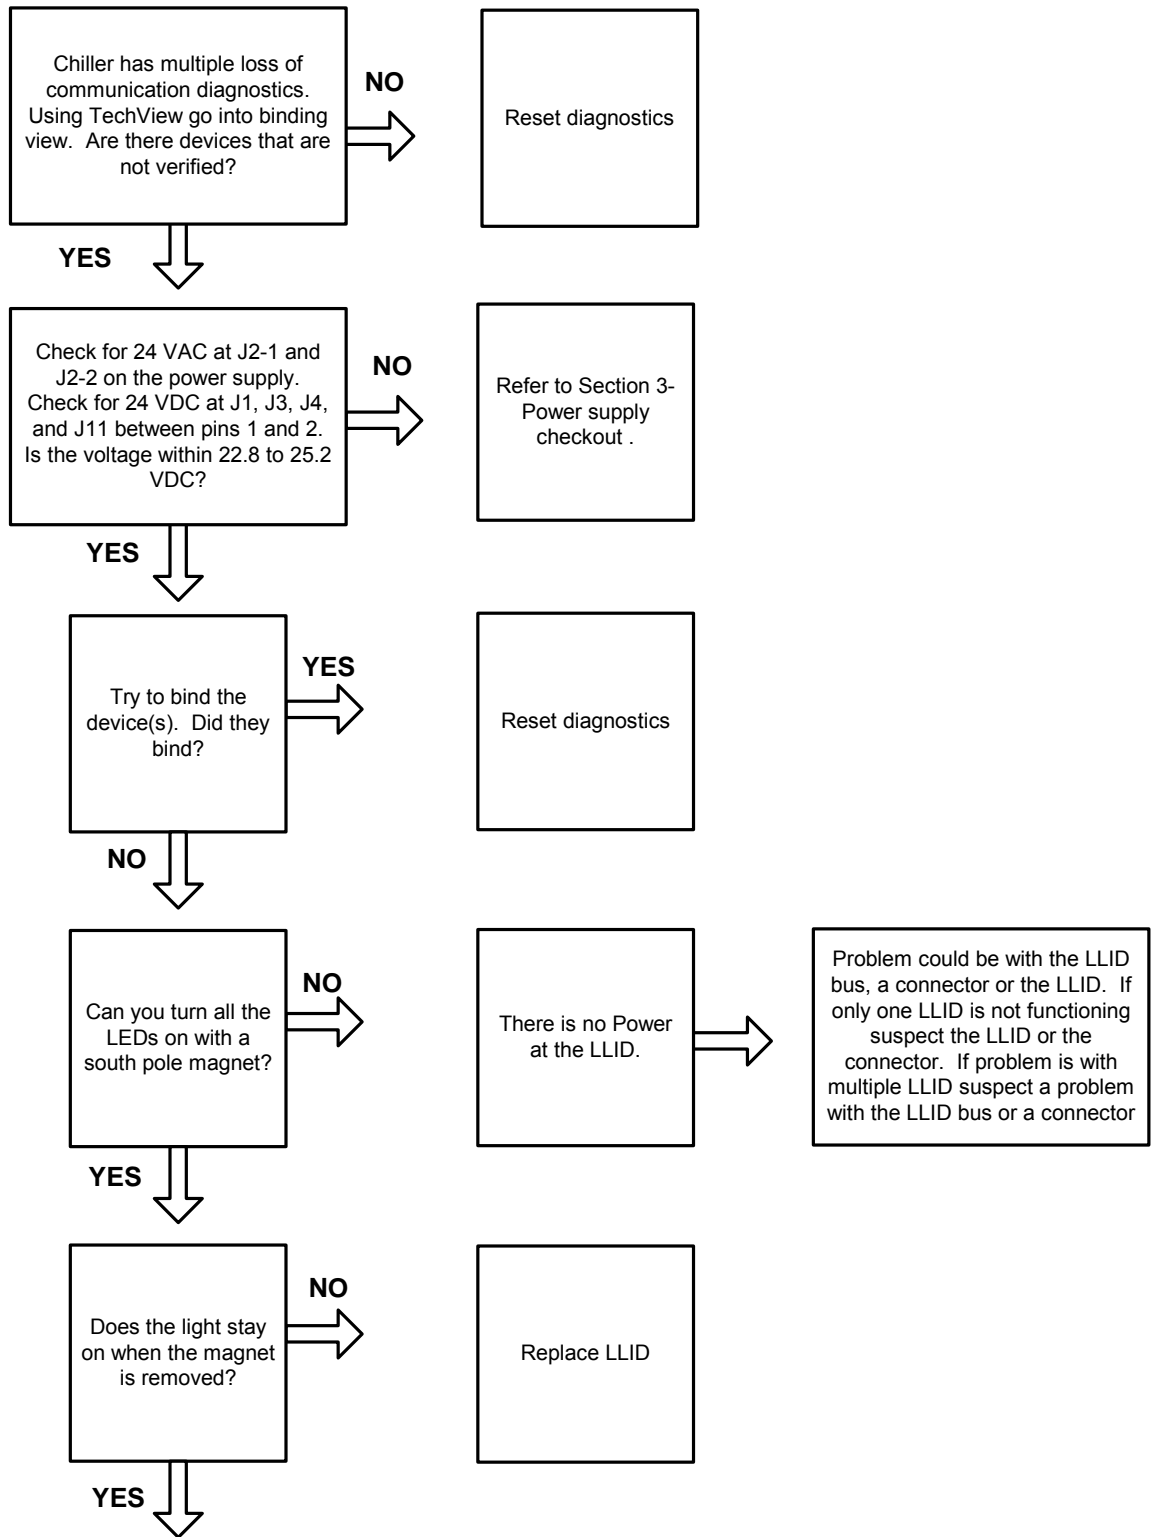 Chiller has multiple loss of
communication diagnostics.
Using TechView go into binding
view. Are there devices that are
not verified?
NO
Reset diagnostics
YES
Check for 24 VAC at J2-1 and
J2-2 on the power supply.
Check for 24 VDC at J1, J3, J4,
and J11 between pins 1 and 2.
Is the voltage within 22.8 to 25.2
VDC?
NO
Refer to Section 3-
Power supply
checkout .
YES
Try to bind the
device(s). Did they
bind?
YES
Reset diagnostics
NO
Can you turn all the
LEDs on with a
south pole magnet?
NO
There is no Power
at the LLID.
Problem could be with the LLID
bus, a connector or the LLID. If
only one LLID is not functioning
suspect the LLID or the
connector. If problem is with
multiple LLID suspect a problem
with the LLID bus or a connector
YES
Does the light stay
on when the magnet
is removed?
NO
Replace LLID
YES